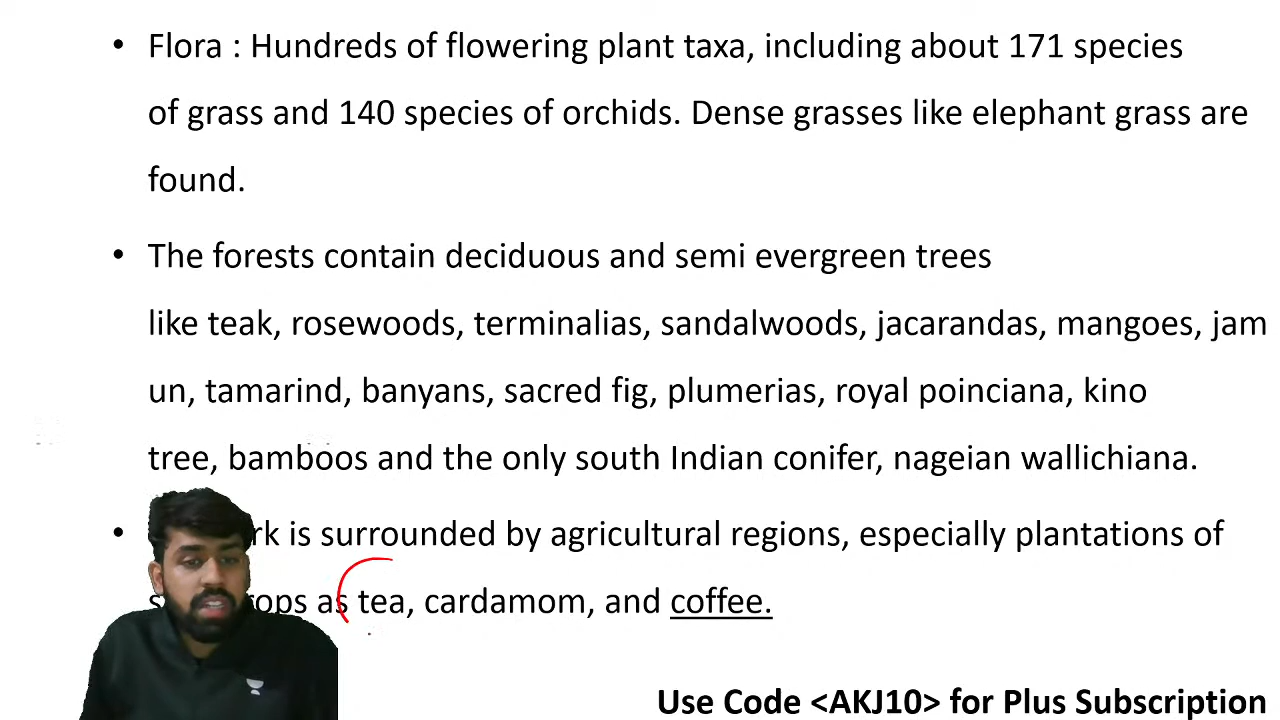 • Flora : Hundreds of flowering plant taxa, including about 171 species
of grass and 140 species of orchids. Dense grasses like elephant grass are
found.
• The forests contain deciduous and semi evergreen trees
like teak, rosewoods, terminalias, sandalwoods, jacarandas, mangoes, jam
un, tamarind, banyans, sacred fig, plumerias, royal poinciana, kino
tree, bamboos and the only south Indian conifer, nageian wallichiana.
• is surrounded by agricultural regions, especially plantations of
as tea, cardamom, and coffee.
Use Code <AKJ10> for Plus Subscription